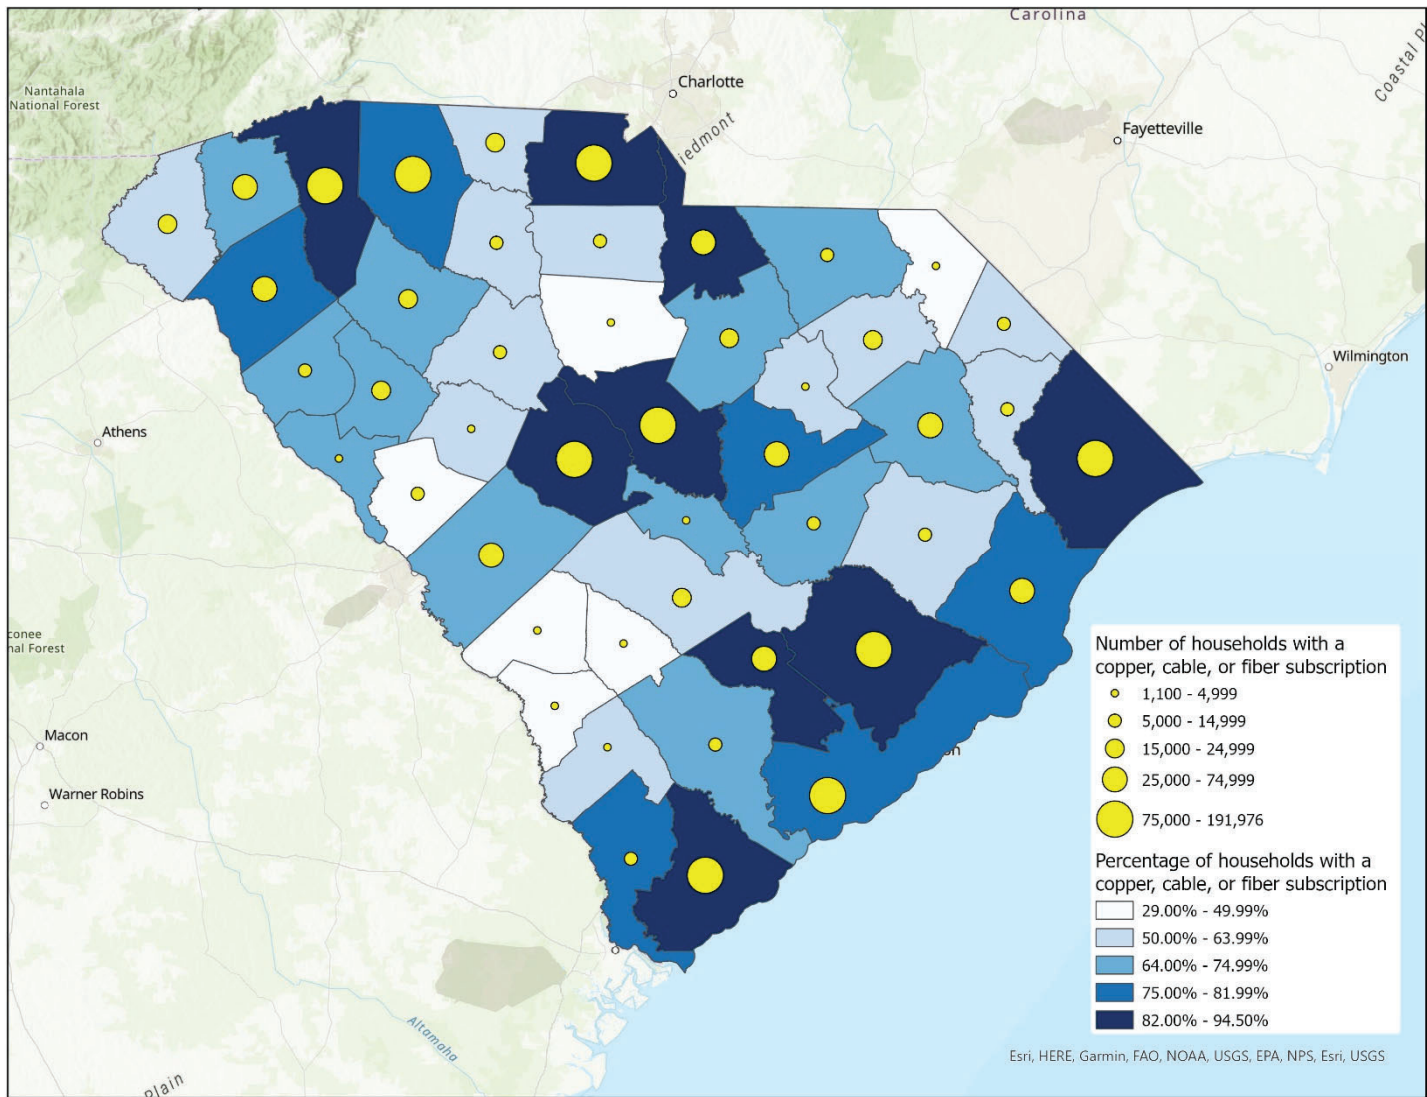 Carolina
Coastal Pl
Nantahala
National Forest
Charlotte
Fayetteville
iedmont
Wilmington
Athens
conee
nal Forest
Macon
Warner Robins
on
Altamaha
Plain
Number of households with a
copper, cable, or fiber subscription
1,100 - 4,999
5,000 - 14,999
15,000 - 24,999
25,000 - 74,999
75,000 - 191,976
Percentage of households with a
copper, cable, or fiber subscription
29.00% - 49.99%
50.00% - 63.99%
64.00% - 74.99%
75.00% - 81.99%
82.00% - 94.50%
Esri, HERE, Garmin, FAO, NOAA, USGS, EPA, NPS, Esri, USGS